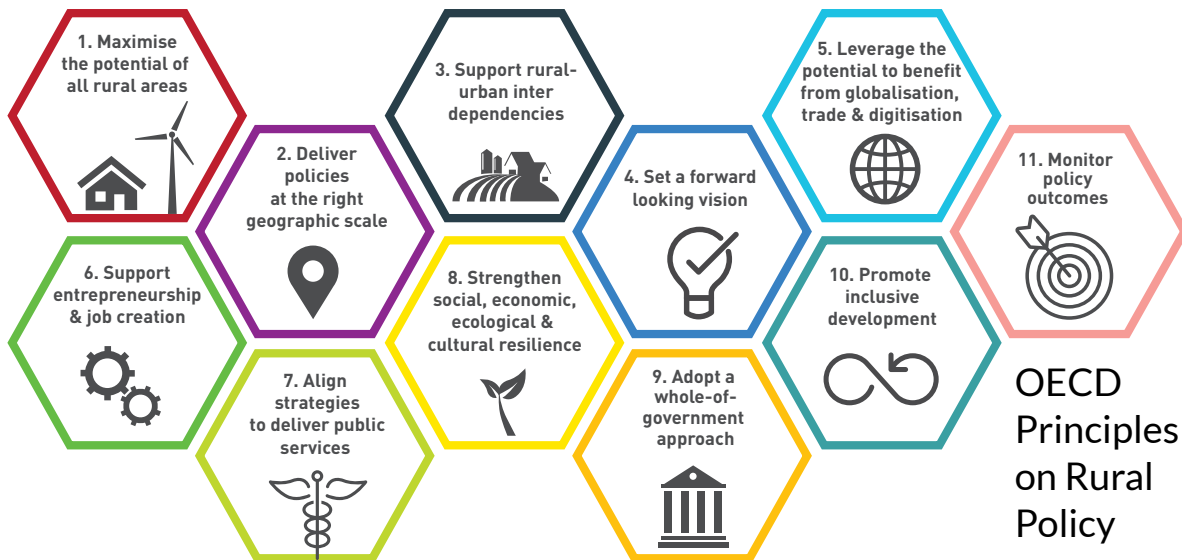 1. Maximise
the potential of
all rural areas
2. Deliver
policies
at the right
geographic scale
3. Support rural-
urban inter
dependencies
4. Set a forward
looking vision
5. Leverage the
potential to benefit
from globalisation,
trade & digitisation
6. Support
entrepreneurship
& job creation
7. Align
strategies
to deliver public
services
8. Strengthen
social, economic,
ecological &
cultural resilience
9. Adopt a
whole-of-
government
approach
10. Promote
inclusive
development
11. Monitor
policy
outcomes
OECD
Principles
on Rural
Policy